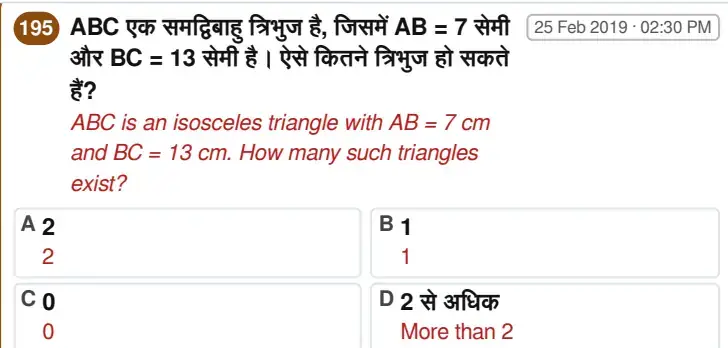 195 ABC एक समद्विबाहु त्रिभुज है, जिसमें AB = 7 सेमी 25 Feb 2019 · 02:30 PM
और BC = 13 सेमी है। ऐसे कितने त्रिभुज हो सकते
हैं?
ABC is an isosceles triangle with AB = 7 cm
and BC = 13 cm. How many such triangles
exist?
A 2
2
B 1
1
C 0
0
D 2 से अधिक
More than 2